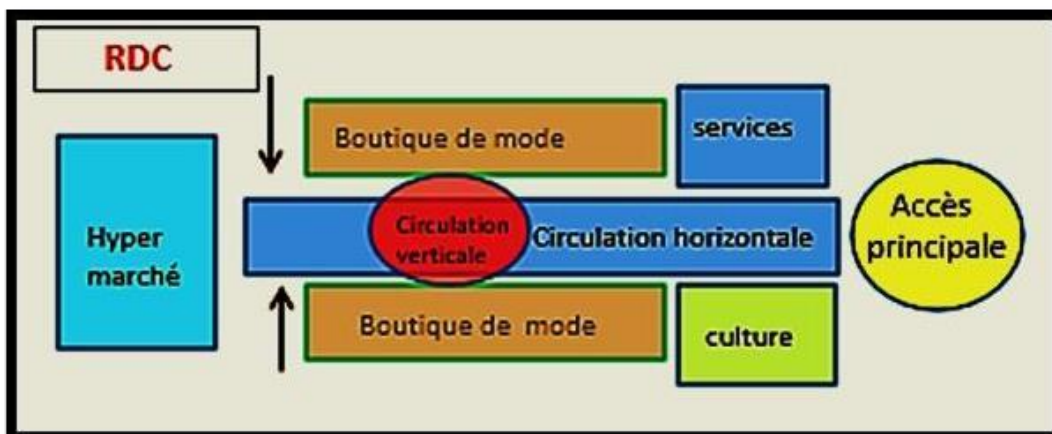 RDC
Boutique de mode
services
Hyper
marché
Circulation
verticale
Circulation horizontale
Accès
principale
Boutique de mode
culture